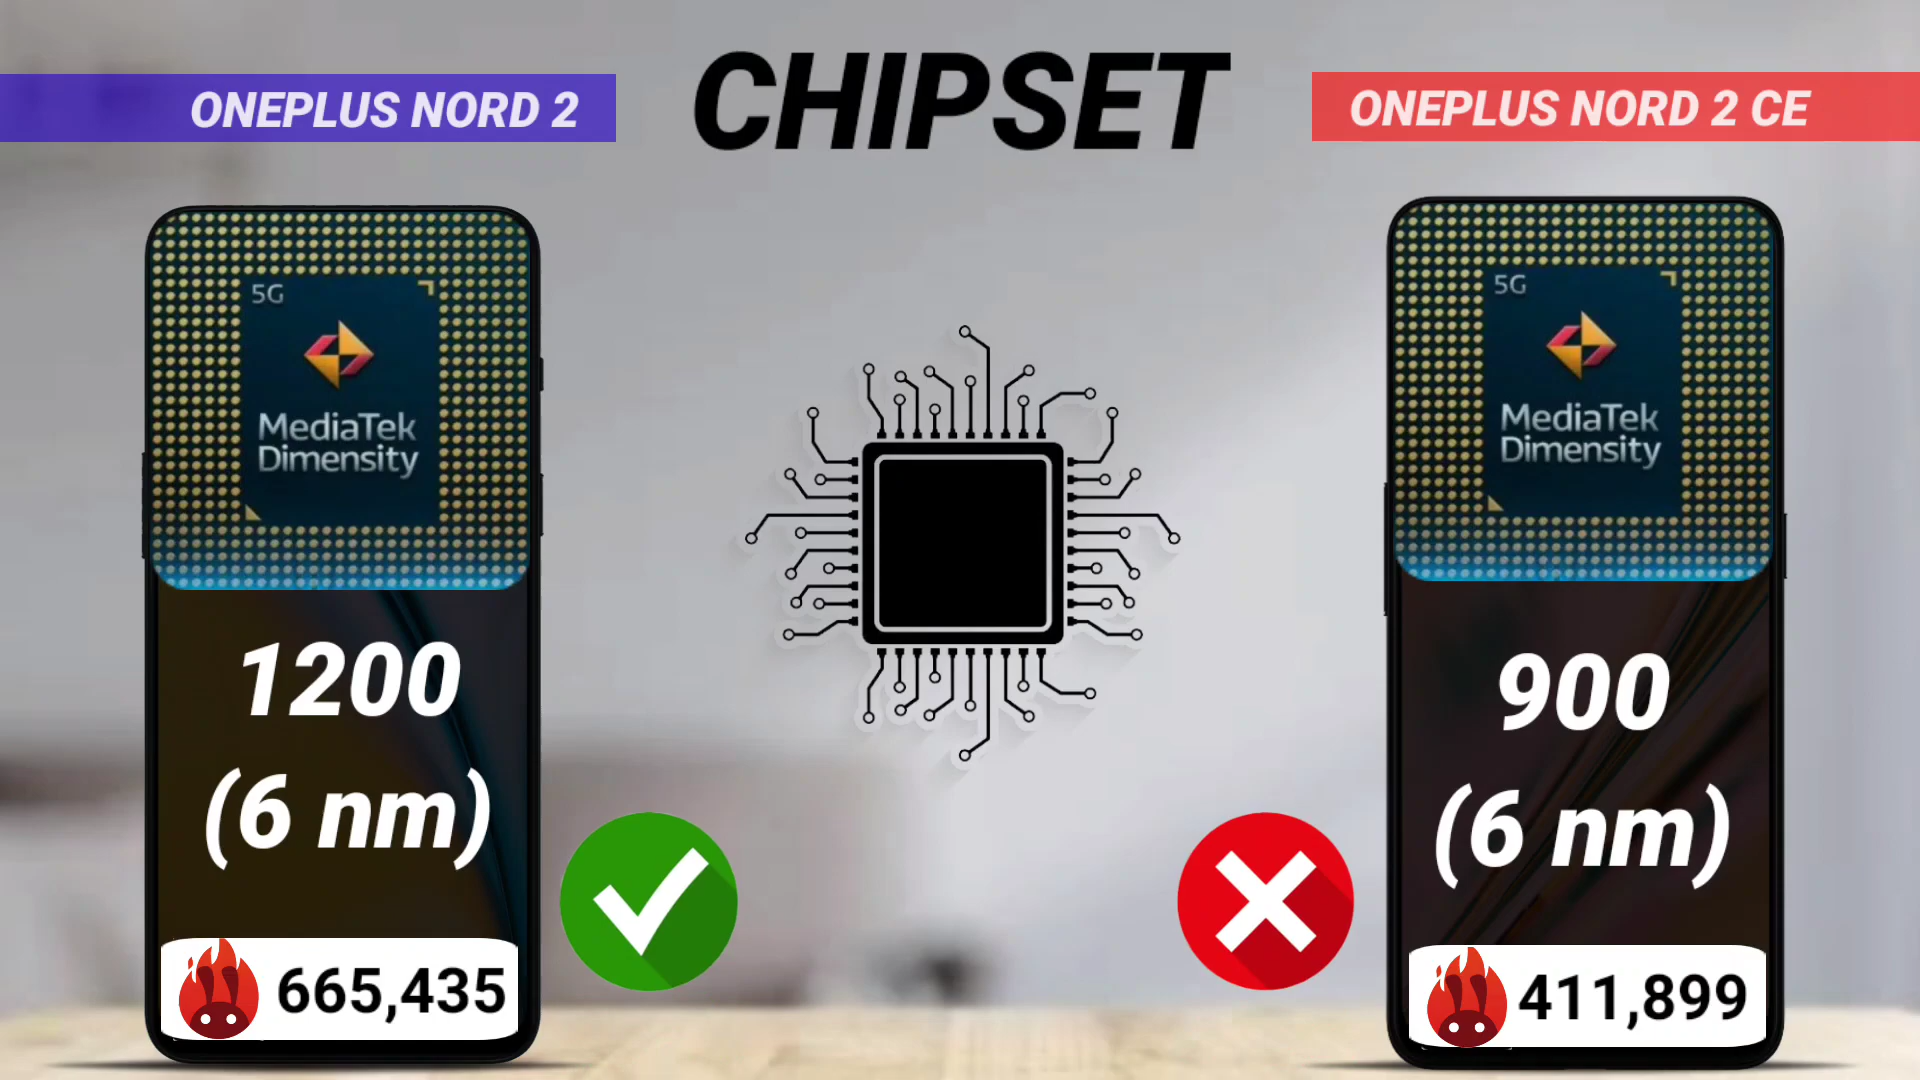 CHIPSET
ONEPLUS NORD 2
5G
MediaTek
Dimensity
1200
(6 nm)
665,435
ONEPLUS NORD 2 CE
5G
MediaTek
Dimensity
900
(6 nm)
411,899